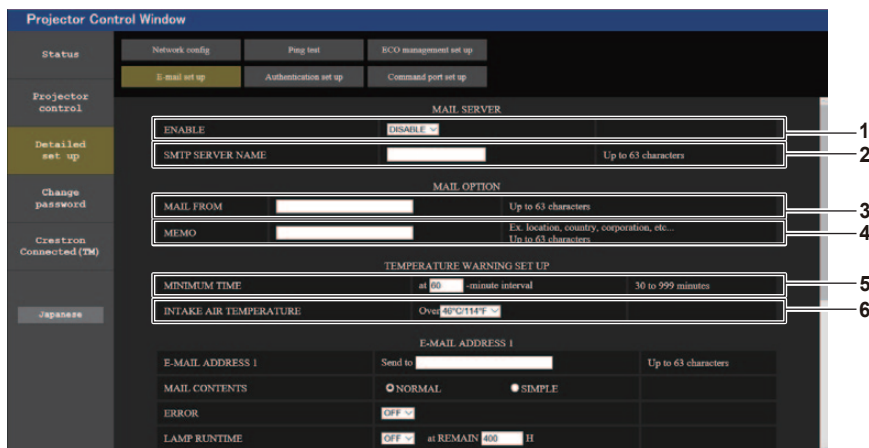 Projector Control Window
Status
Network config Ping test ECO management set up
E-mail set up Authentication set up Command port set up
Projector control
MAIL SERVER
ENABLE DISABLE 1
Detailed set up
SMTP SERVER NAME Up to 63 characters 2
MAIL OPTION
Change password
MAIL FROM Up to 63 characters 3
MEMO Ex. location, country, corporation, etc... 4
Up to 63 characters
Crestron Connected(TM)
TEMPERATURE WARNING SET UP
MINIMUM TIME at 60 -minute interval 30 to 999 minutes 5
INTAKE AIR TEMPERATURE Over 46°C/114°F 6
Japanese
E-MAIL ADDRESS 1
E-MAIL ADDRESS 1 Send to Up to 63 characters
MAIL CONTENTS NORMAL SIMPLE
ERROR OFF
LAMP RUNTIME OFF at REMAIN 400 H